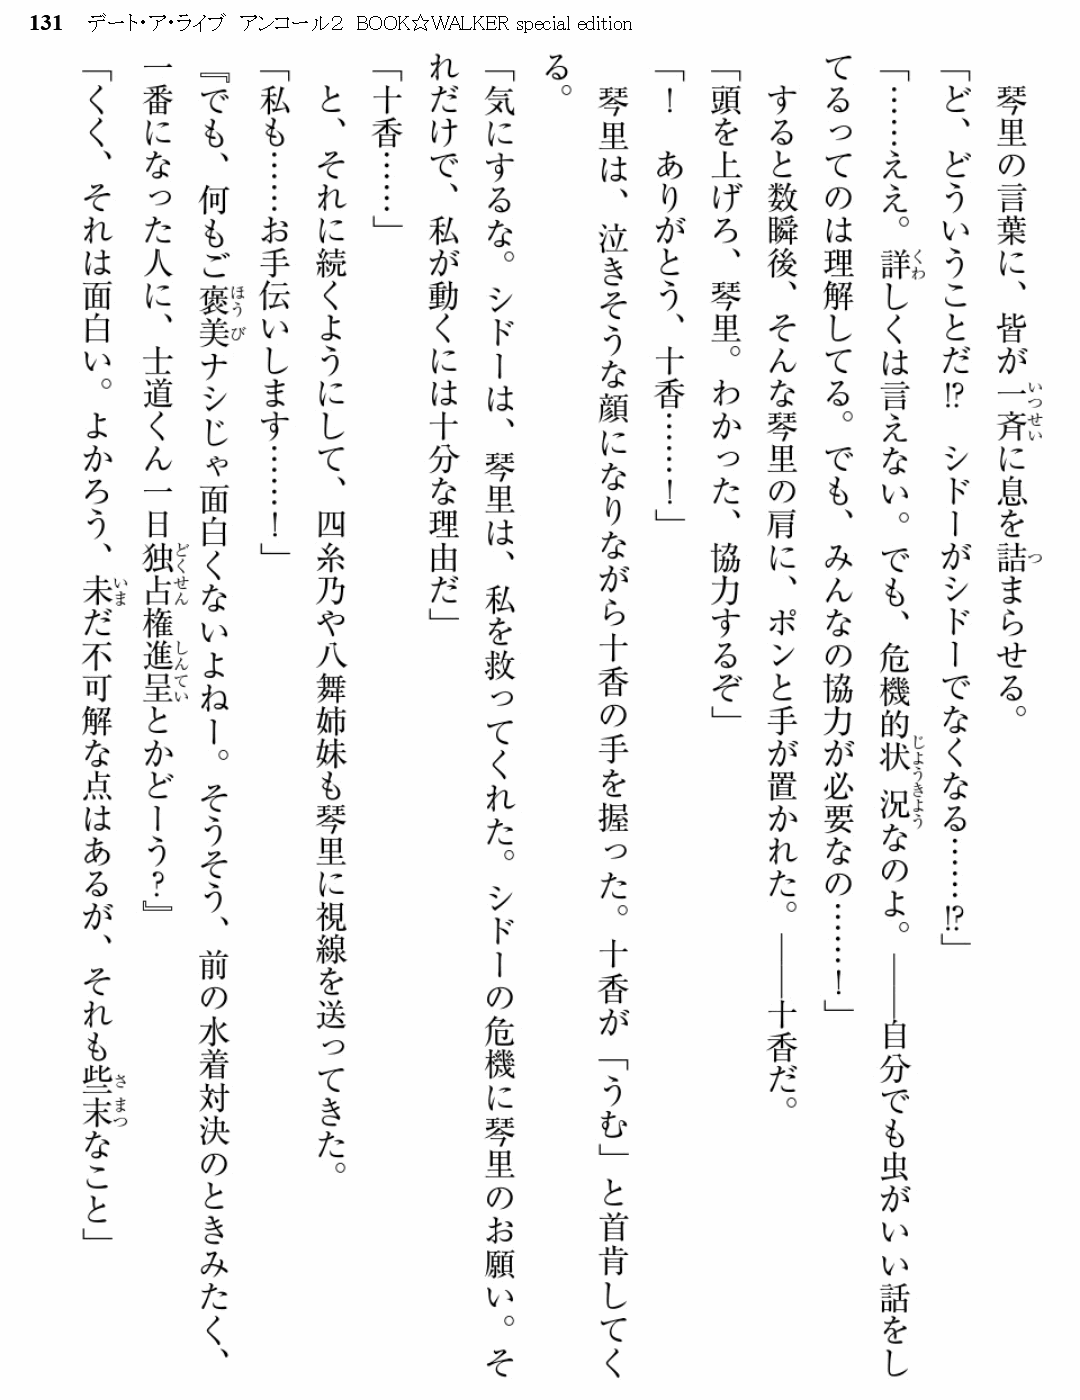 131 デート・ア・ライブ アンコール2 BOOK☆WALKER special edition
　琴里の言葉に、皆が一斉に息を詰まらせる。
「ど、どういうことだ!? シドーがシドーでなくなる……!?」
「……ええ。詳しくは言えない。でも、危機的状況なのよ。――自分でも虫がいい話をし
てるってのは理解してる。でも、みんなの協力が必要なの……!」
　すると数瞬後、そんな琴里の肩に、ポンと手が置かれた。――十香だ。
「頭を上げろ、琴里。わかった、協力するぞ」
「!　ありがとう、十香……!」
　琴里は、泣きそうな顔になりながら十香の手を握った。十香が「うむ」と首肯してく
る。
「気にするな。シドーは、琴里は、私を救ってくれた。シドーの危機に琴里のお願い。そ
れだけで、私が動くには十分な理由だ」
「十香……」
　と、それに続くようにして、四糸乃や八舞姉妹も琴里に視線を送ってきた。
「私も……お手伝いします……!」
『でも、何もご褒美ナシじゃ面白くないよねー。そうそう、前の水着対決のときみたく、
一番になった人に、士道くん一日独占権進呈とかどーう?』
「くく、それは面白い。よかろう、未だ不可解な点はあるが、それも些末なこと」